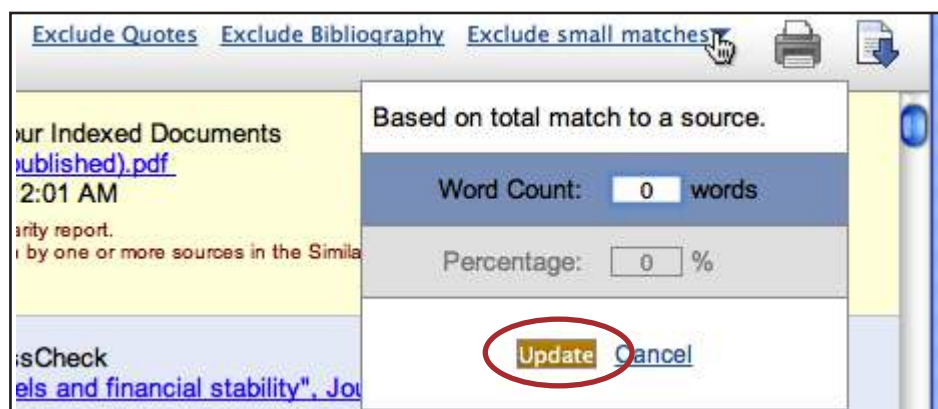 Exclude Quotes Exclude Bibliography Exclude small matches
Based on total match to a source.
Word Count: 0 words
Percentage: 0 %
Update Cancel
our Indexed Documents
published).pdf
2:01 AM
arity report.
by one or more sources in the Simila
ssCheck
els and financial stability", Jou